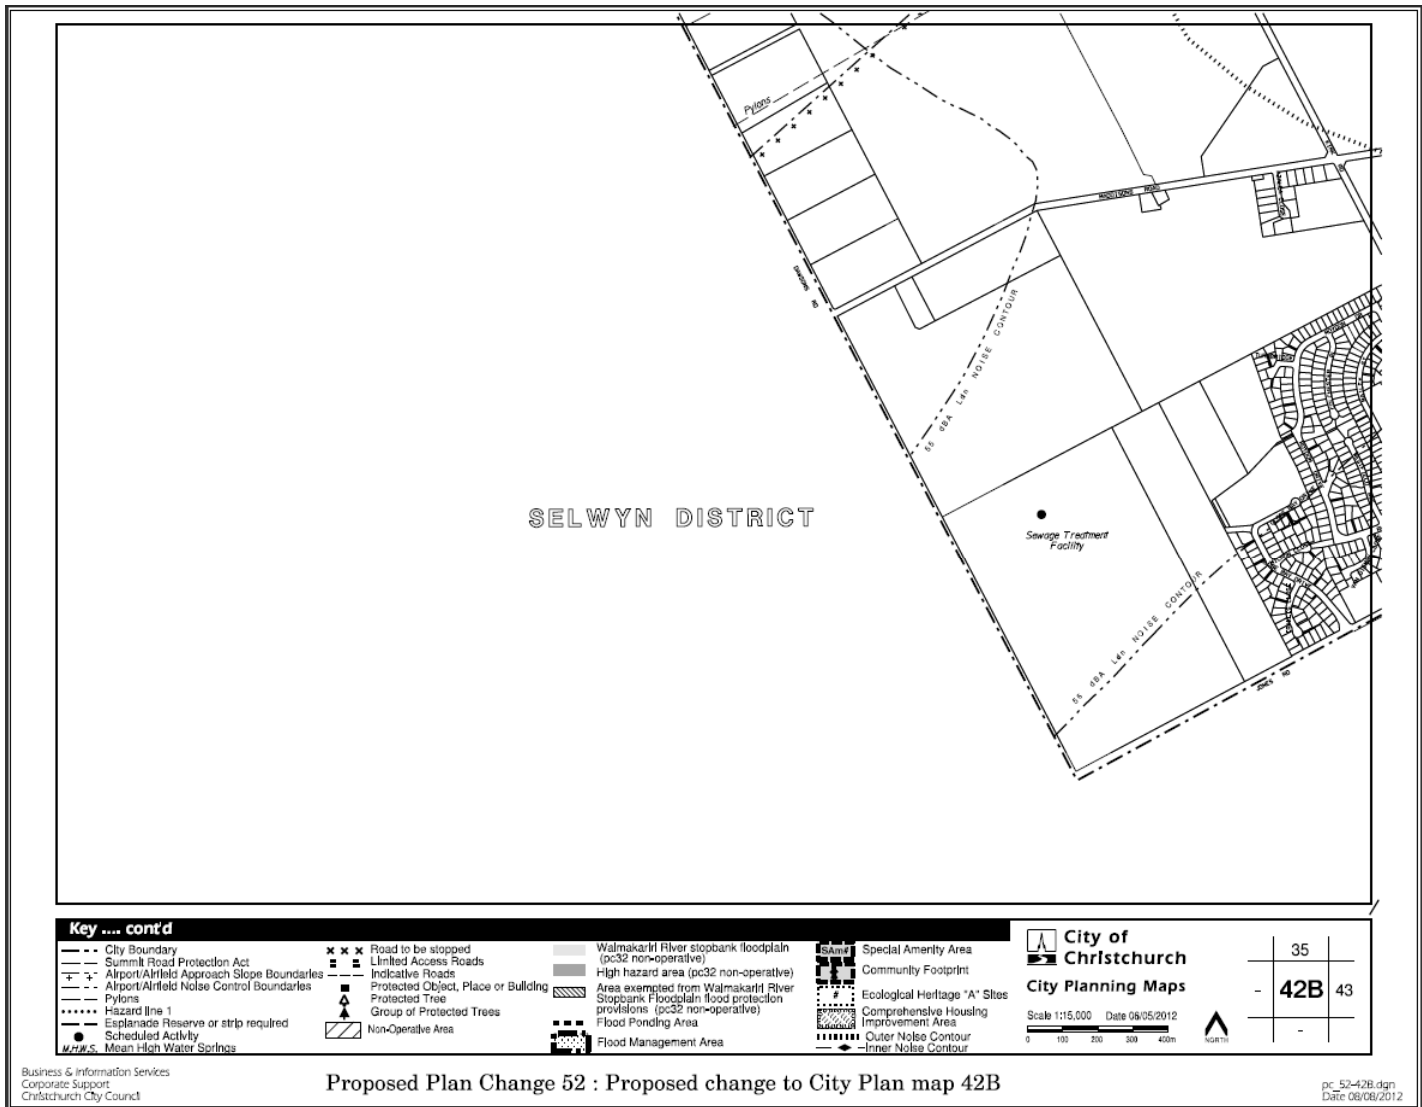 Pylons
MADDISONS ROAD
KIRK RD
DAWSONS RD
55 dBA Ldn NOISE CONTOUR
SELWYN DISTRICT
Sewage Treatment
Facility
55 dBA Ldn NOISE CONTOUR
JONES RD
Key .... cont'd
City Boundary
Summit Road Protection Act
Airport/Airfield Approach Slope Boundaries
Airport/Airfield Noise Control Boundaries
Pylons
Hazard line 1
Esplanade Reserve or strip required
Scheduled Activity
M.H.W.S. Mean High Water Springs
Road to be stopped
Limited Access Roads
Indicative Roads
Protected Object, Place or Building
Protected Tree
Group of Protected Trees
Non-Operative Area
Waimakariri River stopbank floodplain
(pc32 non-operative)
High hazard area (pc32 non-operative)
Area exempted from Waimakariri River
Stopbank Floodplain flood protection
provisions (pc32 non-operative)
Flood Ponding Area
Flood Management Area
SAm# Special Amenity Area
Community Footprint
# Ecological Heritage "A" Sites
Comprehensive Housing
Improvement Area
Outer Noise Contour
Inner Noise Contour
City of
Christchurch
City Planning Maps
Scale 1:15,000 Date 06/05/2012
0 100 200 300 400m
NORTH
35
- 42B 43
-
Business & Information Services
Corporate Support
Christchurch City Council
Proposed Plan Change 52 : Proposed change to City Plan map 42B
pc_52-42B.dgn
Date 08/08/2012